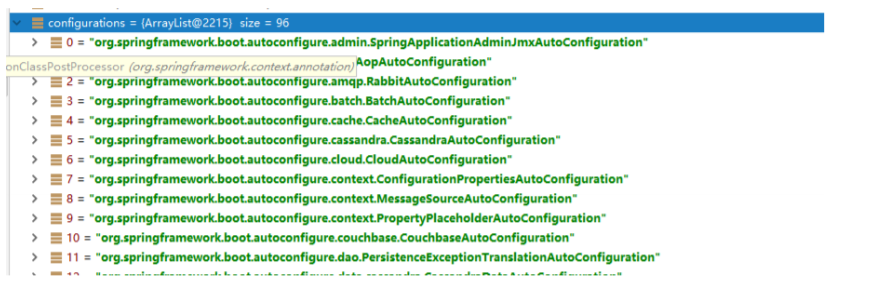 configurations = {ArrayList@2215} size = 96
0 = "org.springframework.boot.autoconfigure.admin.SpringApplicationAdminJmxAutoConfiguration"
onClassPostProcessor (org.springframework.context.annotation) AopAutoConfiguration"
2 = "org.springframework.boot.autoconfigure.amqp.RabbitAutoConfiguration"
3 = "org.springframework.boot.autoconfigure.batch.BatchAutoConfiguration"
4 = "org.springframework.boot.autoconfigure.cache.CacheAutoConfiguration"
5 = "org.springframework.boot.autoconfigure.cassandra.CassandraAutoConfiguration"
6 = "org.springframework.boot.autoconfigure.cloud.CloudAutoConfiguration"
7 = "org.springframework.boot.autoconfigure.context.ConfigurationPropertiesAutoConfiguration"
8 = "org.springframework.boot.autoconfigure.context.MessageSourceAutoConfiguration"
9 = "org.springframework.boot.autoconfigure.context.PropertyPlaceholderAutoConfiguration"
10 = "org.springframework.boot.autoconfigure.couchbase.CouchbaseAutoConfiguration"
11 = "org.springframework.boot.autoconfigure.dao.PersistenceExceptionTranslationAutoConfiguration"